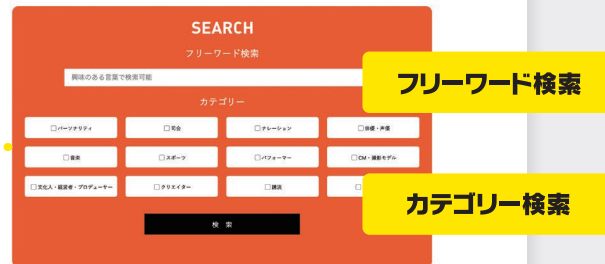 SEARCH
フリーワード検索
興味のある言葉で検索可能
フリーワード検索
カテゴリー
パーソナリティ
司会
ナレーション
俳優・声優
音楽
スポーツ
パフォーマー
CM・撮影モデル
文化人・経営者・プロデューサー
クリエイター
講演
カテゴリー検索
検 索